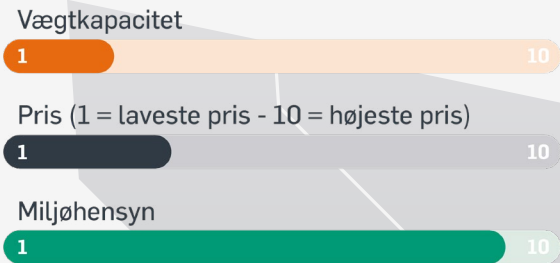 Vægtkapacitet
1 10
Pris (1 = laveste pris - 10 = højeste pris)
1 10
Miljøhensyn
1 10